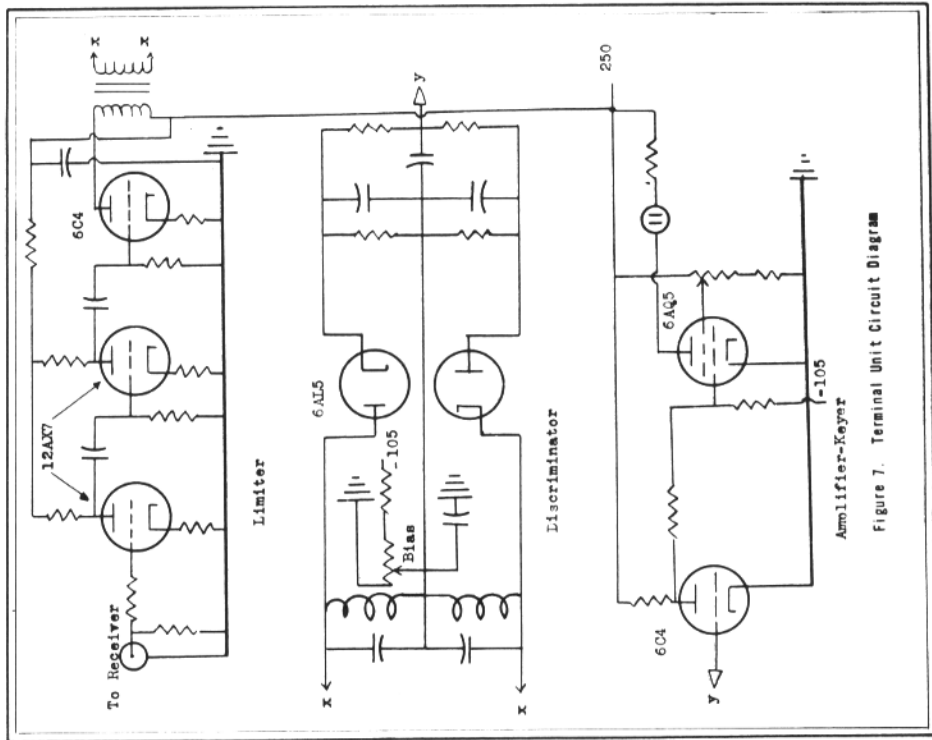 x
x
6C4
12AX7
To Receiver
Limiter
y
6AL5
-105
Bias
x
x
Discriminator
250
6AQ5
-105
6C4
y
Amplifier-Keyer
Figure 7. Terminal Unit Circuit Diagram